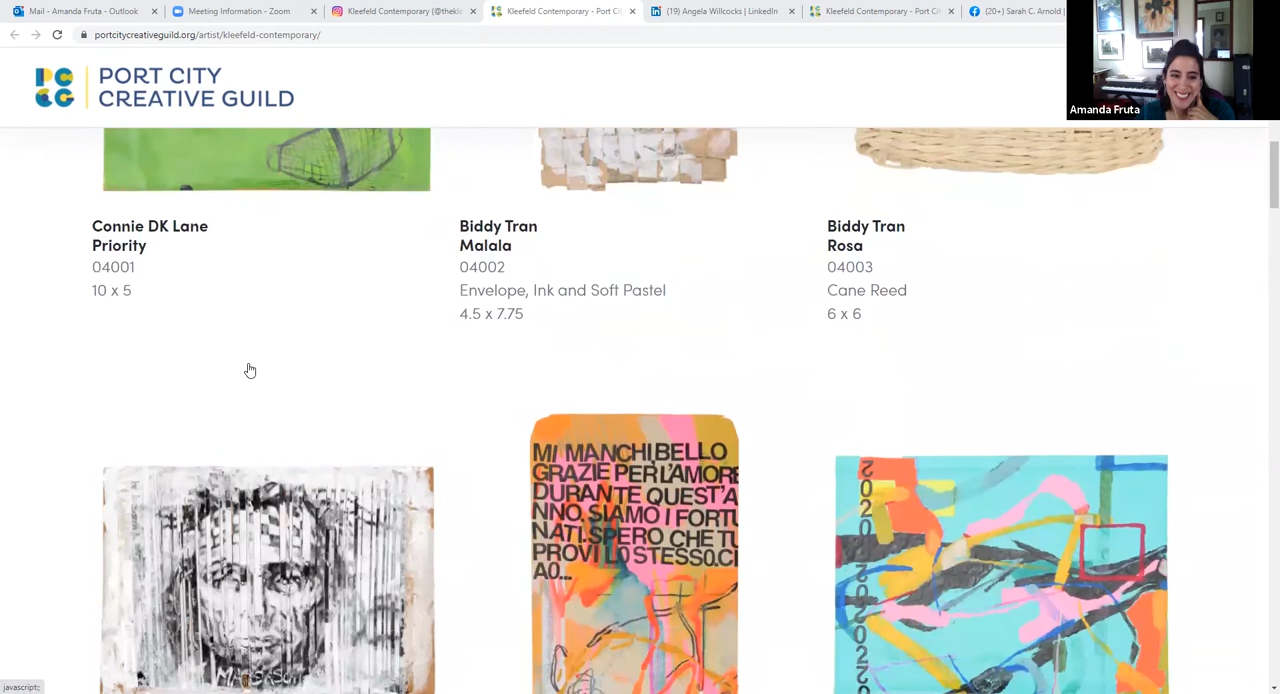 Mail - Amanda Fruta - Outlook
Meeting Information - Zoom
Kleefeld Contemporary (@thekle
Kleefeld Contemporary - Port Cit
(19) Angela Willcocks | LinkedIn
Kleefeld Contemporary - Port Cit
(20+) Sarah C. Arnold |
portcitycreativeguild.org/artist/kleefeld-contemporary/
PORT CITY
CREATIVE GUILD
Amanda Fruta
Connie DK Lane
Priority
04001
10 x 5
Biddy Tran
Malala
04002
Envelope, Ink and Soft Pastel
4.5 x 7.75
Biddy Tran
Rosa
04003
Cane Reed
6 x 6
MI MANCHI BELLO
GRAZIE PER L'AMORE
DURANTE QUEST'A
NNO. SIAMO I FORTU
NATI. SPERO CHE TU
PROVI LO STESSO. CI
AO...
2020 2020 2020
javascript:;